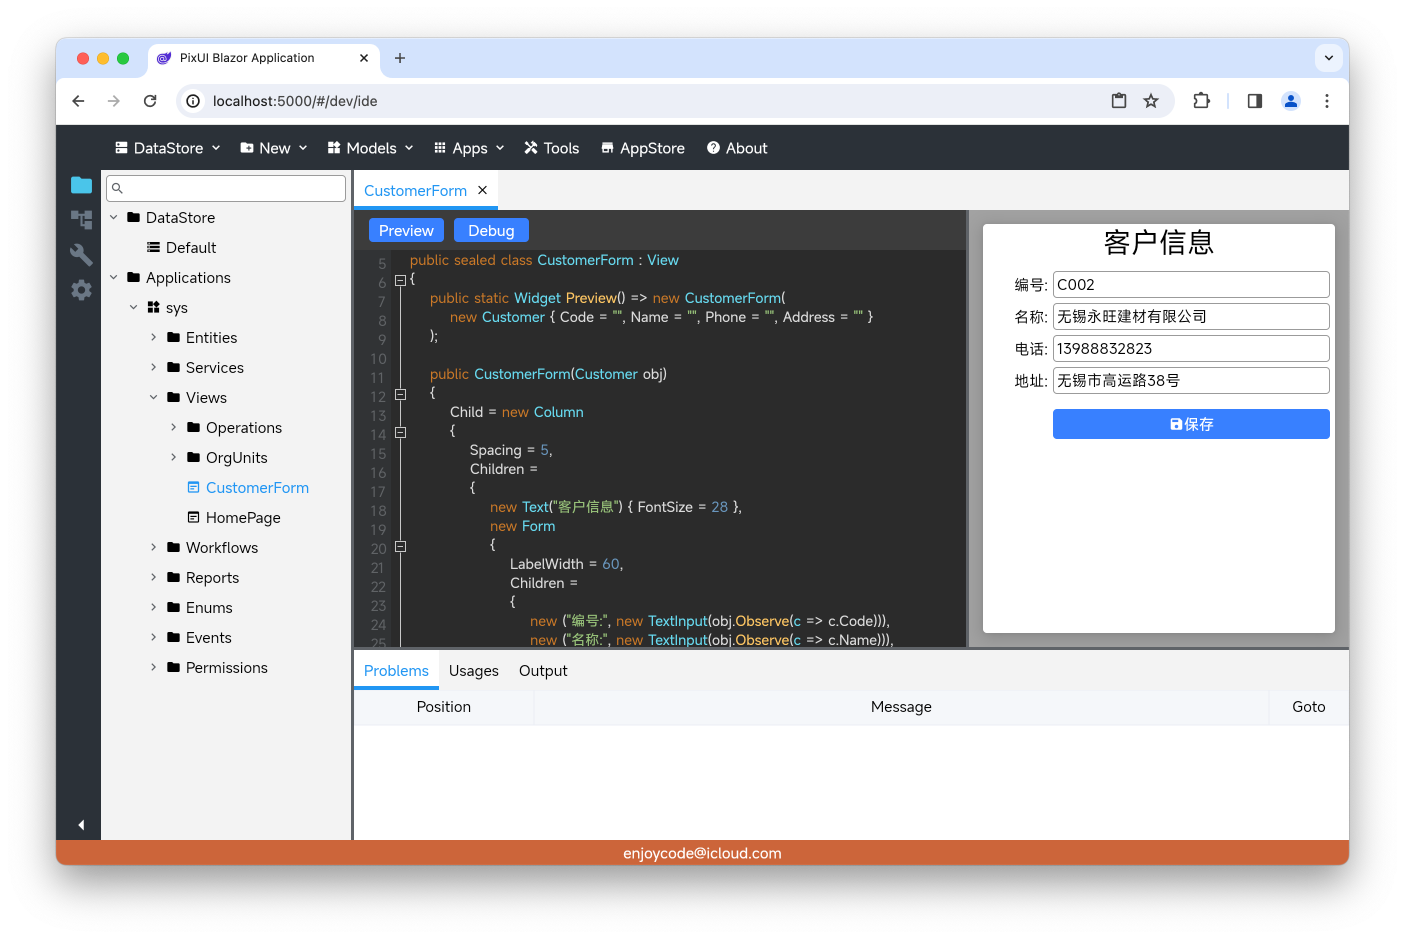 PixUI Blazor Application
localhost:5000/#/dev/ide
DataStore New Models Apps Tools AppStore About
DataStore
Default
Applications
sys
Entities
Services
Views
Operations
OrgUnits
CustomerForm
HomePage
Workflows
Reports
Enums
Events
Permissions
CustomerForm
Preview Debug
5 public sealed class CustomerForm : View
6 {
7 public static Widget Preview() => new CustomerForm(
8 new Customer { Code = "", Name = "", Phone = "", Address = "" }
9 );
10
11 public CustomerForm(Customer obj)
12 {
13 Child = new Column
14 {
15 Spacing = 5,
16 Children =
17 {
18 new Text("客户信息") { FontSize = 28 },
19 new Form
20 {
21 LabelWidth = 60,
22 Children =
23 {
24 new ("编号:", new TextInput(obj.Observe(c => c.Code))),
25 new ("名称:", new TextInput(obj.Observe(c => c.Name))),
客户信息
编号: C002
名称: 无锡永旺建材有限公司
电话: 13988832823
地址: 无锡市高运路38号
保存
Problems Usages Output
Position Message Goto
enjoycode@icloud.com